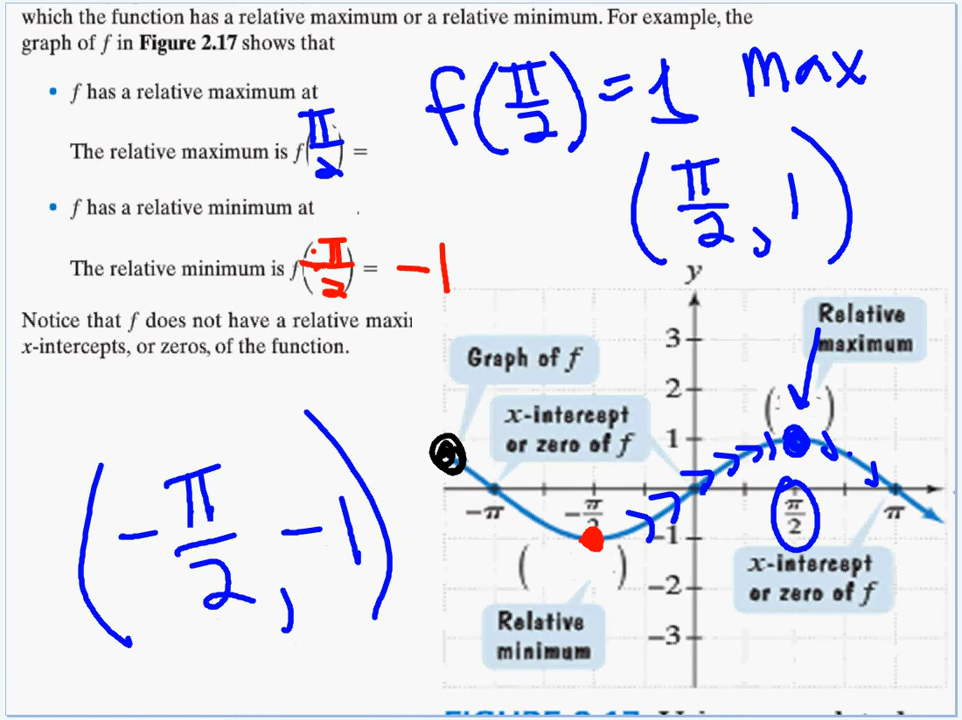 which the function has a relative maximum or a relative minimum. For example, the
graph of f in Figure 2.17 shows that
• f has a relative maximum at
The relative maximum is f(π/2) =
• f has a relative minimum at
The relative minimum is f(-π/2) = -1
Notice that f does not have a relative maxi
x-intercepts, or zeros, of the function.
f(π/2) = 1 max
(π/2, 1)
(-π/2, -1)
y
Relative
maximum
3
Graph of f
2
( )
x-intercept
or zero of f
1
-π
-π/2
π/2
π
-1
( )
x-intercept
or zero of f
-2
Relative
minimum
-3